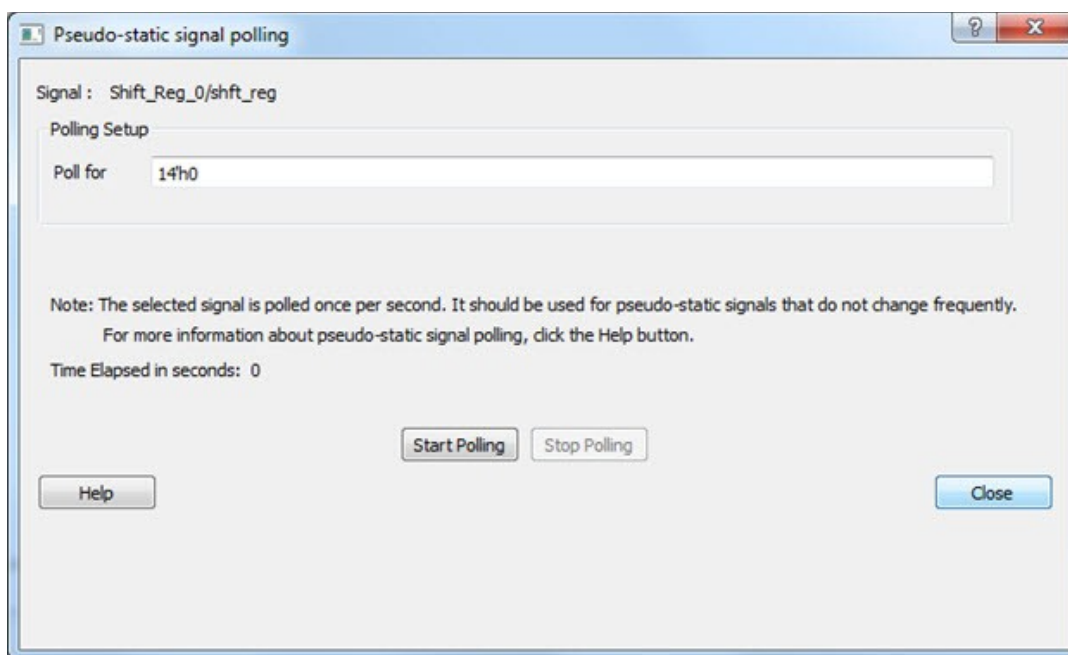 Pseudo-static signal polling
Signal : Shift_Reg_0/shft_reg
Polling Setup
Poll for 14'h0
Note: The selected signal is polled once per second. It should be used for pseudo-static signals that do not change frequently.
For more information about pseudo-static signal polling, click the Help button.
Time Elapsed in seconds: 0
Start Polling Stop Polling
Help Close